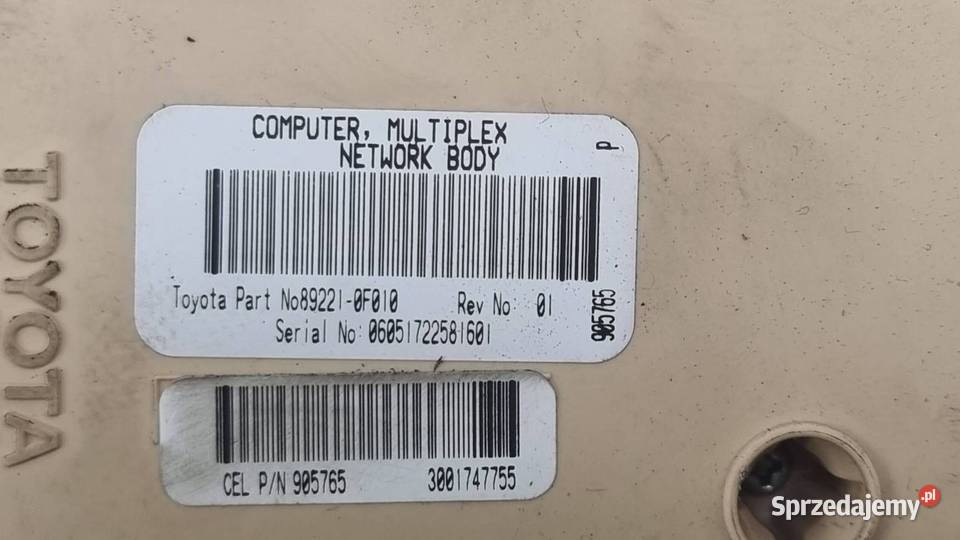 COMPUTER, MULTIPLEX
NETWORK BODY
P
Toyota Part No89221-0F010 Rev No 01
Serial No: 06051722581601
905765
CEL P/N 905765 3001747755
TOYOTA
Sprzedajemy.pl